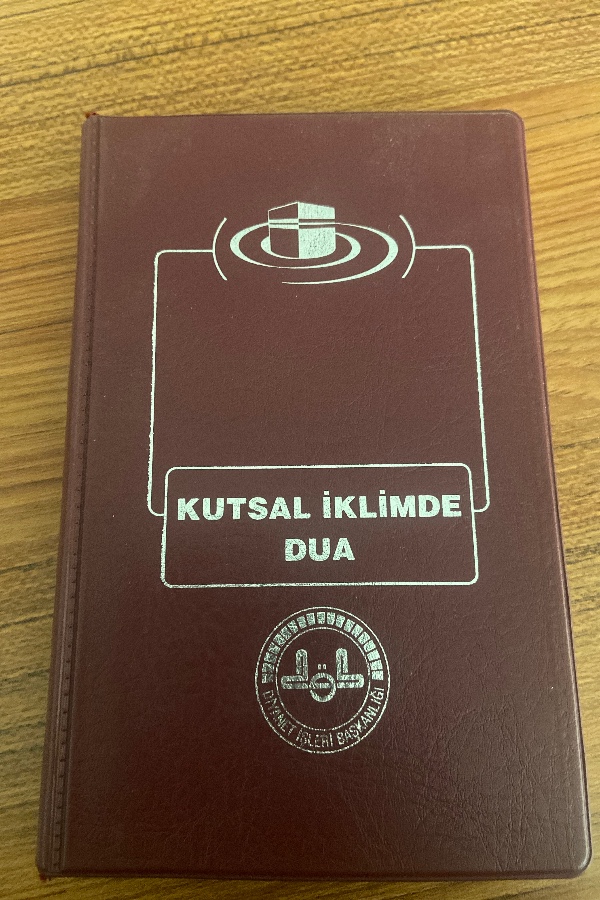 KUTSAL İKLİMDE
DUA
DİYANET İŞLERİ BAŞKANLIĞI